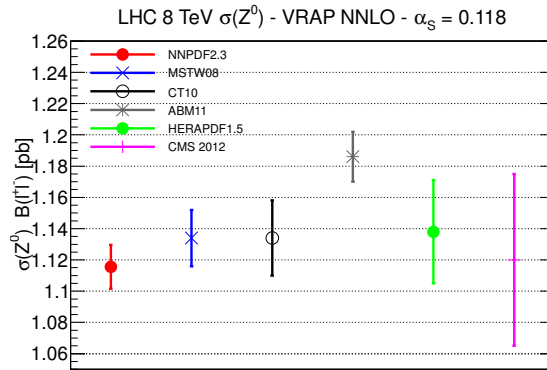 LHC 8 TeV σ(Z⁰) - VRAP NNLO - α_S = 0.118
σ(Z⁰) B(l⁺l⁻) [pb]
1.26
1.24
1.22
1.2
1.18
1.16
1.14
1.12
1.1
1.08
1.06
NNPDF2.3
MSTW08
CT10
ABM11
HERAPDF1.5
CMS 2012